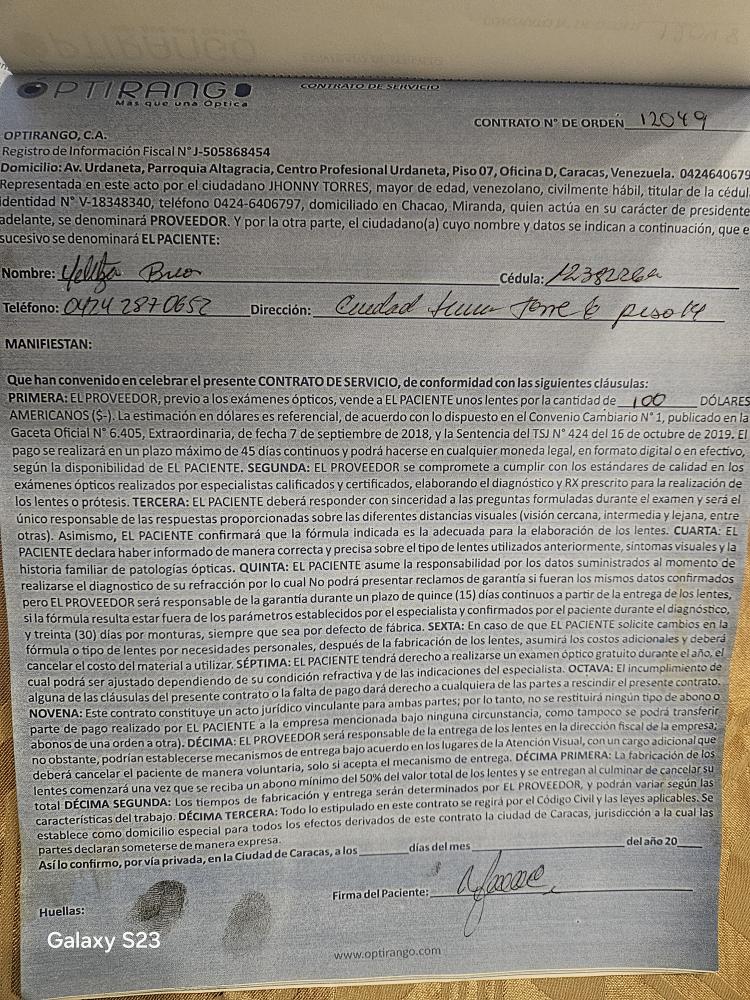 OPTIRANGO
Más que una Óptica
CONTRATO DE SERVICIO
CONTRATO N° DE ORDEN 12049
OPTIRANGO, C.A.
Registro de Información Fiscal N° J-505868454
Domicilio: Av. Urdaneta, Parroquia Altagracia, Centro Profesional Urdaneta, Piso 07, Oficina D, Caracas, Venezuela. 0424640679
Representada en este acto por el ciudadano JHONNY TORRES, mayor de edad, venezolano, civilmente hábil, titular de la cédul
identidad N° V-18348340, teléfono 0424-6406797, domiciliado en Chacao, Miranda, quien actúa en su carácter de presidente
adelante, se denominará PROVEEDOR. Y por la otra parte, el ciudadano(a) cuyo nombre y datos se indican a continuación, que e
sucesivo se denominará EL PACIENTE:
Nombre: Cédula:
Teléfono: 0424 2870652 Dirección: Ciudad Torre 6 piso 14
MANIFIESTAN:
Que han convenido en celebrar el presente CONTRATO DE SERVICIO, de conformidad con las siguientes cláusulas:
PRIMERA: EL PROVEEDOR, previo a los exámenes ópticos, vende a EL PACIENTE unos lentes por la cantidad de 100 DÓLARES
AMERICANOS ($-). La estimación en dólares es referencial, de acuerdo con lo dispuesto en el Convenio Cambiario N° 1, publicado en la
Gaceta Oficial N° 6.405, Extraordinaria, de fecha 7 de septiembre de 2018, y la Sentencia del TSJ N° 424 del 16 de octubre de 2019. El
pago se realizará en un plazo máximo de 45 días continuos y podrá hacerse en cualquier moneda legal, en formato digital o en efectivo,
según la disponibilidad de EL PACIENTE. SEGUNDA: EL PROVEEDOR se compromete a cumplir con los estándares de calidad en los
exámenes ópticos realizados por especialistas calificados y certificados, elaborando el diagnóstico y RX prescrito para la realización de
los lentes o prótesis. TERCERA: EL PACIENTE deberá responder con sinceridad a las preguntas formuladas durante el examen y será el
único responsable de las respuestas proporcionadas sobre las diferentes distancias visuales (visión cercana, intermedia y lejana, entre
otras). Asimismo, EL PACIENTE confirmará que la fórmula indicada es la adecuada para la elaboración de los lentes. CUARTA: EL
PACIENTE declara haber informado de manera correcta y precisa sobre el tipo de lentes utilizados anteriormente, síntomas visuales y la
historia familiar de patologías ópticas. QUINTA: EL PACIENTE asume la responsabilidad por los datos suministrados al momento de
realizarse el diagnostico de su refracción por lo cual No podrá presentar reclamos de garantía si fueran los mismos datos confirmados
pero EL PROVEEDOR será responsable de la garantía durante un plazo de quince (15) días continuos a partir de la entrega de los lentes,
si la fórmula resulta estar fuera de los parámetros establecidos por el especialista y confirmados por el paciente durante el diagnóstico,
y treinta (30) días por monturas, siempre que sea por defecto de fábrica. SEXTA: En caso de que EL PACIENTE solicite cambios en la
fórmula o tipo de lentes por necesidades personales, después de la fabricación de los lentes, asumirá los costos adicionales y deberá
cancelar el costo del material a utilizar. SÉPTIMA: EL PACIENTE tendrá derecho a realizarse un examen óptico gratuito durante el año, el
cual podrá ser ajustado dependiendo de su condición refractiva y de las indicaciones del especialista. OCTAVA: El incumplimiento de
alguna de las cláusulas del presente contrato o la falta de pago dará derecho a cualquiera de las partes a rescindir el presente contrato.
NOVENA: Este contrato constituye un acto jurídico vinculante para ambas partes; por lo tanto, no se restituirá ningún tipo de abono o
parte de pago realizado por EL PACIENTE a la empresa mencionada bajo ninguna circunstancia, como tampoco se podrá transferir
abonos de una orden a otra). DÉCIMA: EL PROVEEDOR será responsable de la entrega de los lentes en la dirección fiscal de la empresa;
no obstante, podrían establecerse mecanismos de entrega bajo acuerdo en los lugares de la Atención Visual, con un cargo adicional que
deberá cancelar el paciente de manera voluntaria, solo si acepta el mecanismo de entrega. DÉCIMA PRIMERA: La fabricación de los
lentes comenzará una vez que se reciba un abono mínimo del 50% del valor total de los lentes y se entregan al culminar de cancelar su
total DÉCIMA SEGUNDA: Los tiempos de fabricación y entrega serán determinados por EL PROVEEDOR, y podrán variar según las
características del trabajo. DÉCIMA TERCERA: Todo lo estipulado en este contrato se regirá por el Código Civil y las leyes aplicables. Se
establece como domicilio especial para todos los efectos derivados de este contrato la ciudad de Caracas, jurisdicción a la cual las
partes declaran someterse de manera expresa.
Así lo confirmo, por vía privada, en la Ciudad de Caracas, a los ______ días del mes ______ del año 20____
Firma del Paciente:
Huellas:
Galaxy S23
www.optirango.com